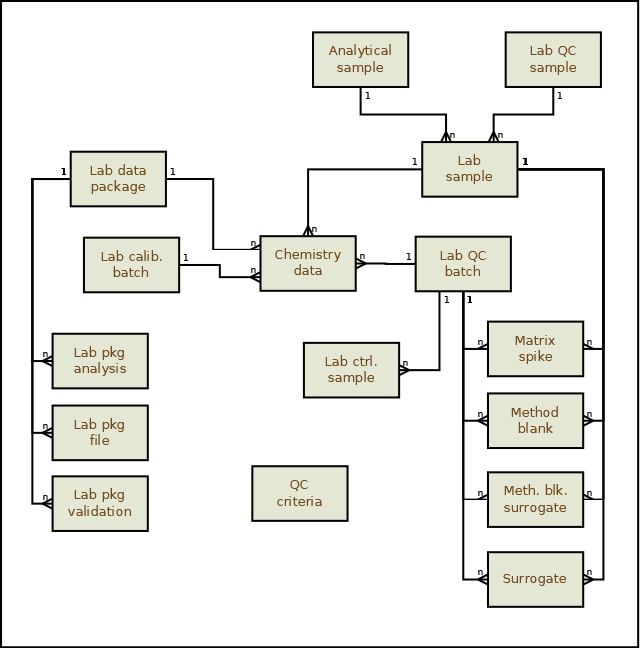 Analytical
sample
Lab QC
sample
1
1
n
n
Lab data
package
1
1
Lab
sample
1
1
n
Lab calib.
batch
1
n
n
Chemistry
data
n
1
Lab QC
batch
1
1
Lab pkg
analysis
n
Lab ctrl.
sample
n
Matrix
spike
n
n
Lab pkg
file
n
Method
blank
n
n
Lab pkg
validation
n
QC
criteria
Meth. blk.
surrogate
n
n
Surrogate
n
n